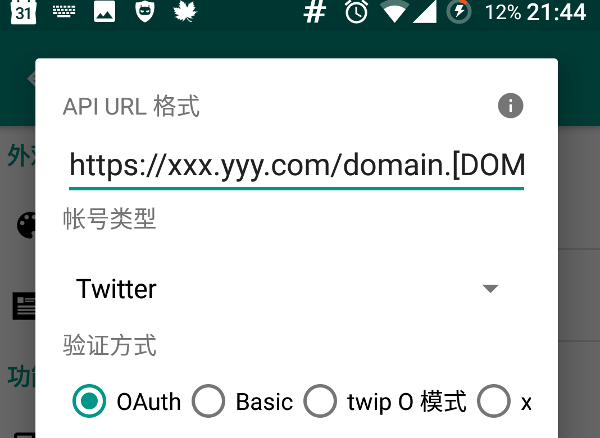 31 # 12% 21:44
API URL 格式
https://xxx.yyy.com/domain.[DOM
帐号类型
Twitter
验证方式
OAuth Basic twip O 模式 x